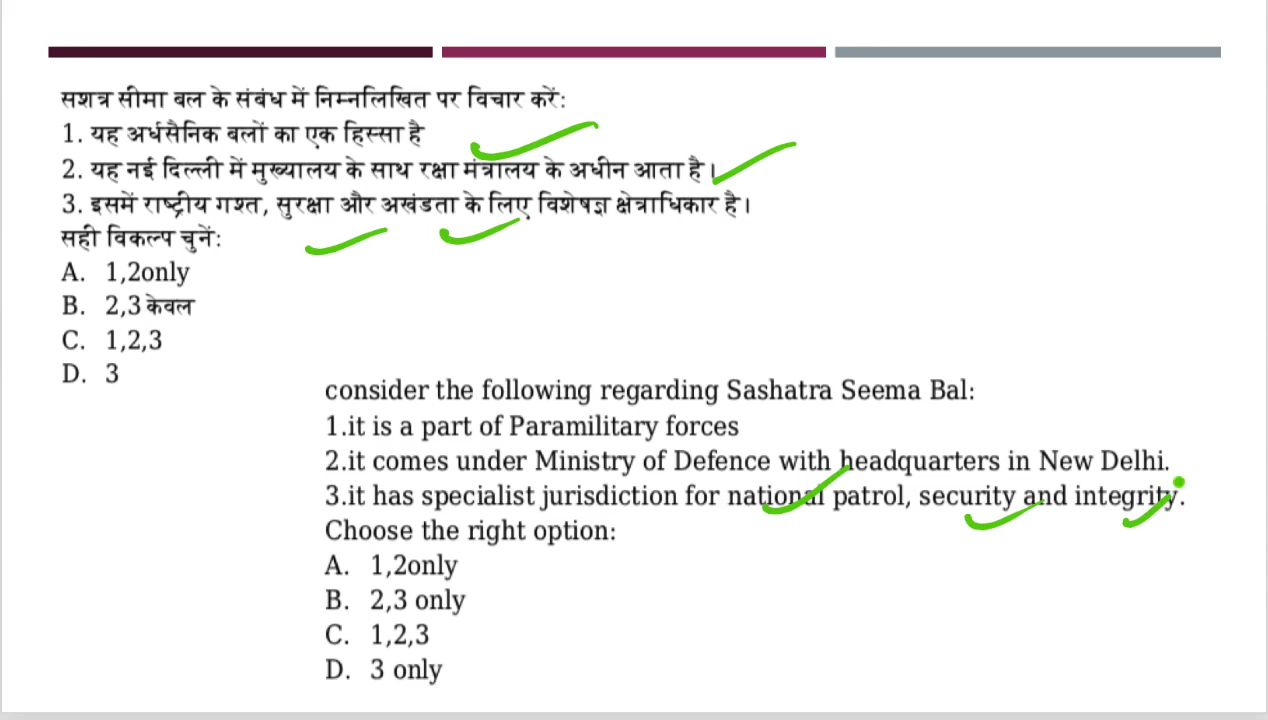 सशत्र सीमा बल के संबंध में निम्नलिखित पर विचार करें:
1. यह अर्धसैनिक बलों का एक हिस्सा है
2. यह नई दिल्ली में मुख्यालय के साथ रक्षा मंत्रालय के अधीन आता है।
3. इसमें राष्ट्रीय गश्त, सुरक्षा और अखंडता के लिए विशेषज्ञ क्षेत्राधिकार है।
सही विकल्प चुनें:
A. 1,2only
B. 2,3 केवल
C. 1,2,3
D. 3
consider the following regarding Sashatra Seema Bal:
1.it is a part of Paramilitary forces
2.it comes under Ministry of Defence with headquarters in New Delhi.
3.it has specialist jurisdiction for national patrol, security and integrity.
Choose the right option:
A. 1,2only
B. 2,3 only
C. 1,2,3
D. 3 only